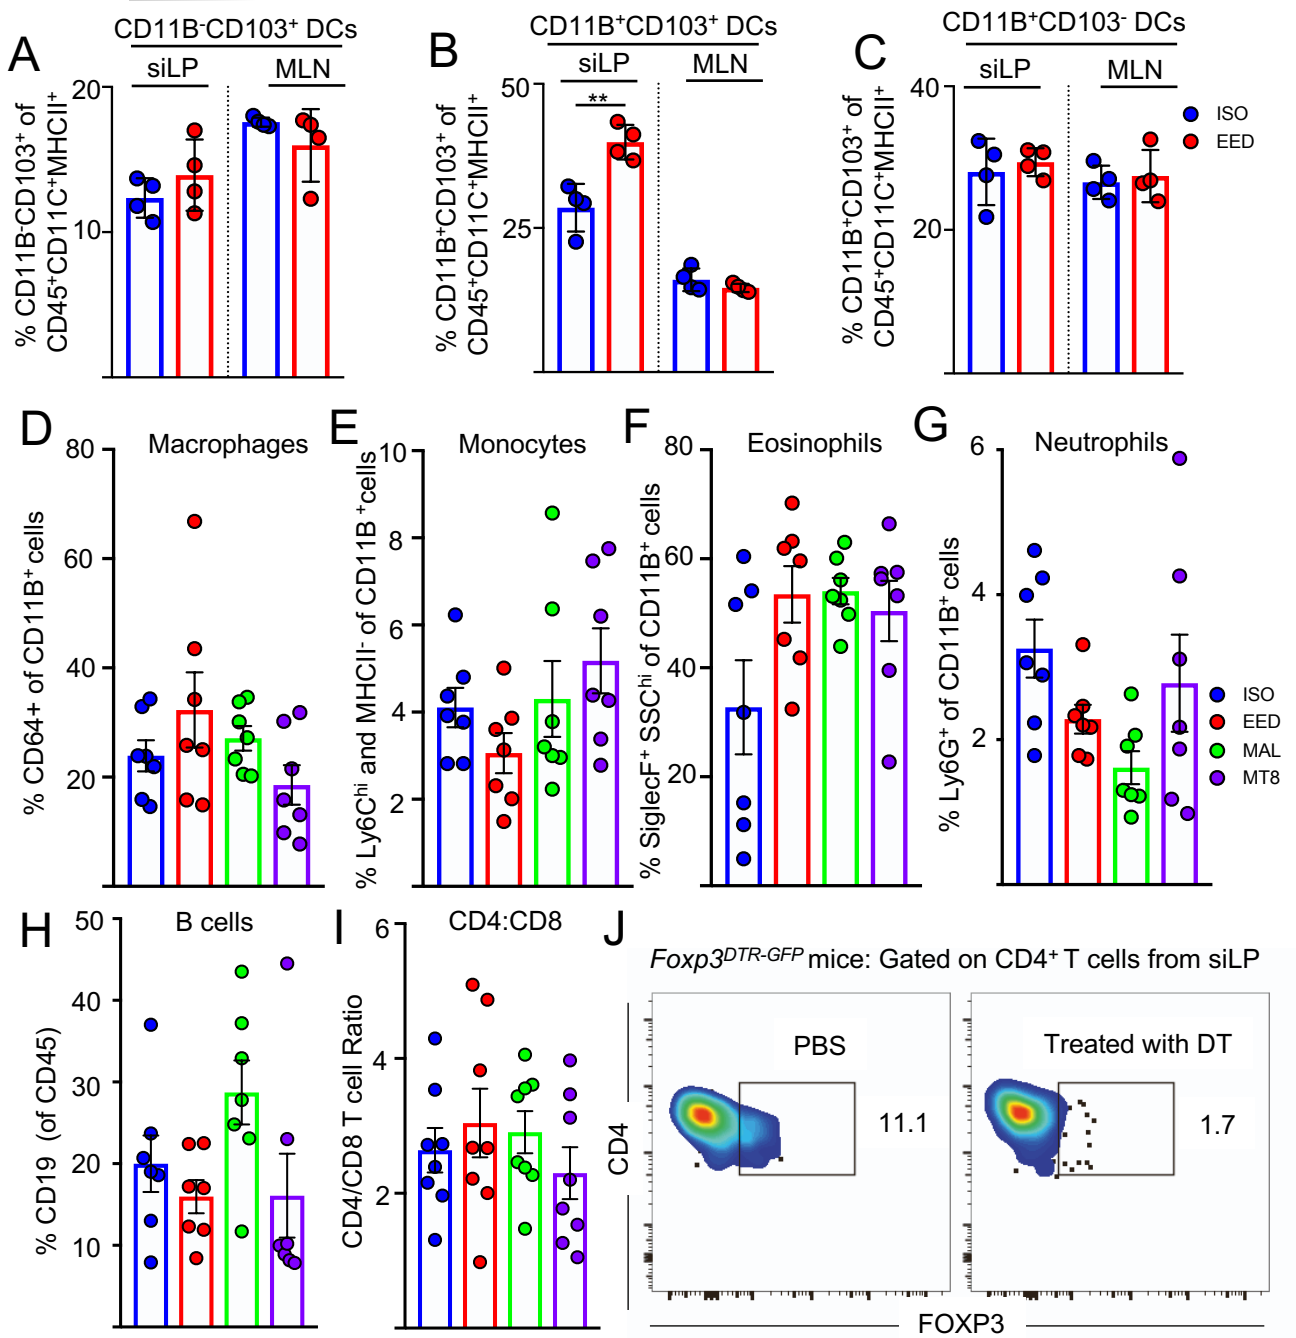 A
CD11B⁻CD103⁺ DCs
siLP
MLN
% CD11B⁻CD103⁺ of
CD45⁺CD11C⁺MHCII⁺
20
10
B
CD11B⁺CD103⁺ DCs
siLP
MLN
% CD11B⁺CD103⁺ of
CD45⁺CD11C⁺MHCII⁺
50
25
**
C
CD11B⁺CD103⁻ DCs
siLP
MLN
% CD11B⁺CD103⁺ of
CD45⁺CD11C⁺MHCII⁺
40
20
ISO
EED
D
Macrophages
% CD64+ of CD11B⁺ cells
80
60
40
20
E
Monocytes
% Ly6Cʰⁱ and MHCII⁻ of CD11B⁺cells
10
8
6
4
2
F
Eosinophils
% SiglecF⁺ SSCʰⁱ of CD11B⁺ cells
80
60
40
20
G
Neutrophils
% Ly6G⁺ of CD11B⁺ cells
6
4
2
ISO
EED
MAL
MT8
H
B cells
% CD19 (of CD45)
50
40
30
20
10
I
CD4:CD8
CD4/CD8 T cell Ratio
6
4
2
J
Foxp3ᴰᵀᴿ⁻ᴳᶠᴾ mice: Gated on CD4⁺ T cells from siLP
PBS
11.1
Treated with DT
1.7
CD4
FOXP3